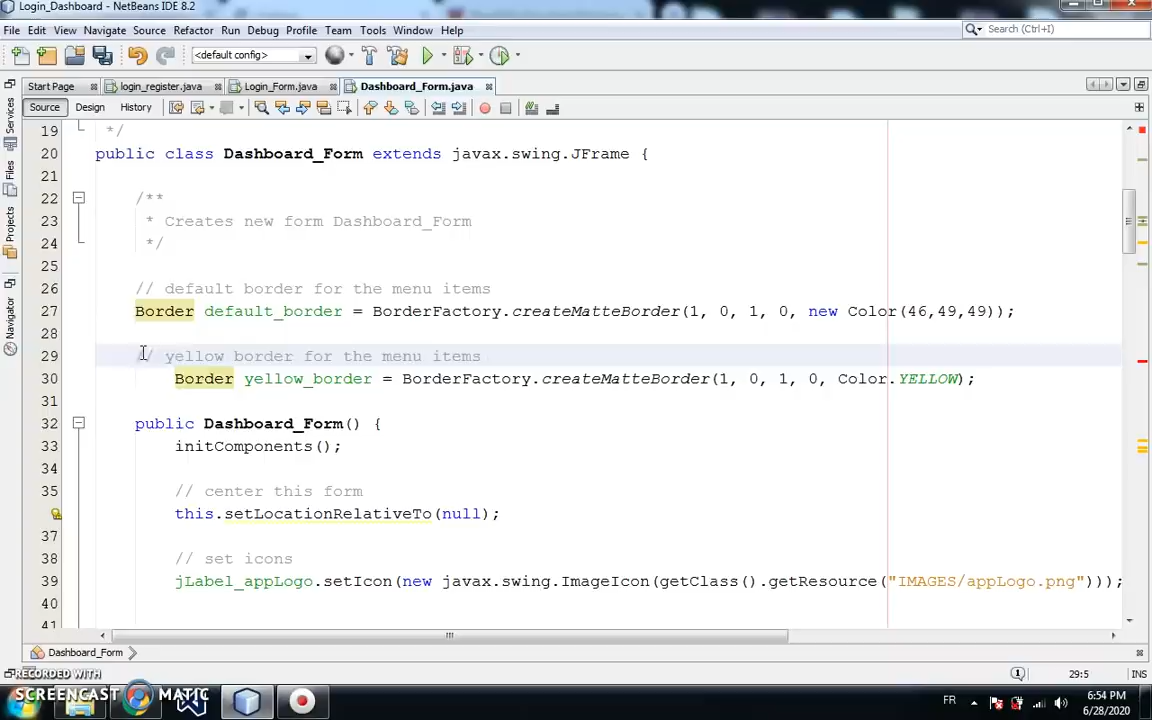 Login_Dashboard - NetBeans IDE 8.2
File Edit View Navigate Source Refactor Run Debug Profile Team Tools Window Help
Search (Ctrl+I)
<default config>
Start Page login_register.java Login_Form.java Dashboard_Form.java
Source Design History
Services
Files
Projects
Navigator
19 */
20 public class Dashboard_Form extends javax.swing.JFrame {
21
22 /**
23 * Creates new form Dashboard_Form
24 */
25
26 // default border for the menu items
27 Border default_border = BorderFactory.createMatteBorder(1, 0, 1, 0, new Color(46,49,49));
28
29 // yellow border for the menu items
30 Border yellow_border = BorderFactory.createMatteBorder(1, 0, 1, 0, Color.YELLOW);
31
32 public Dashboard_Form() {
33 initComponents();
34
35 // center this form
this.setLocationRelativeTo(null);
37
38 // set icons
39 jLabel_appLogo.setIcon(new javax.swing.ImageIcon(getClass().getResource("IMAGES/appLogo.png")));
40
41
Dashboard_Form
1 29:5 INS
RECORDED WITH
SCREENCAST MATIC
FR
6:54 PM
6/28/2020